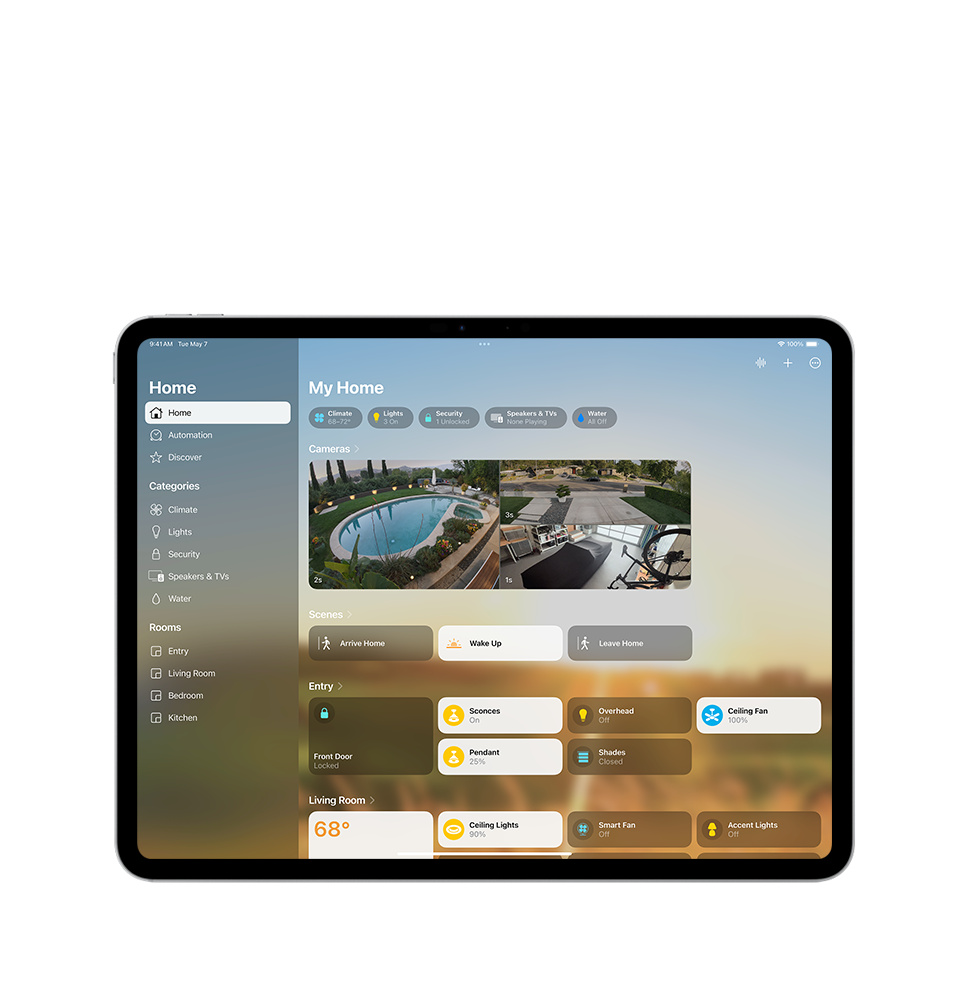 9:41 AM Tue May 7
100%
Home
Home
Automation
Discover
Categories
Climate
Lights
Security
Speakers & TVs
Water
Rooms
Entry
Living Room
Bedroom
Kitchen
My Home
Climate
68–72°
Lights
3 On
Security
1 Unlocked
Speakers & TVs
None Playing
Water
All Off
Cameras
2s
3s
1s
Scenes
Arrive Home
Wake Up
Leave Home
Entry
Front Door
Locked
Sconces
On
Overhead
Off
Ceiling Fan
100%
Pendant
25%
Shades
Closed
Living Room
68°
Ceiling Lights
90%
Smart Fan
Off
Accent Lights
Off